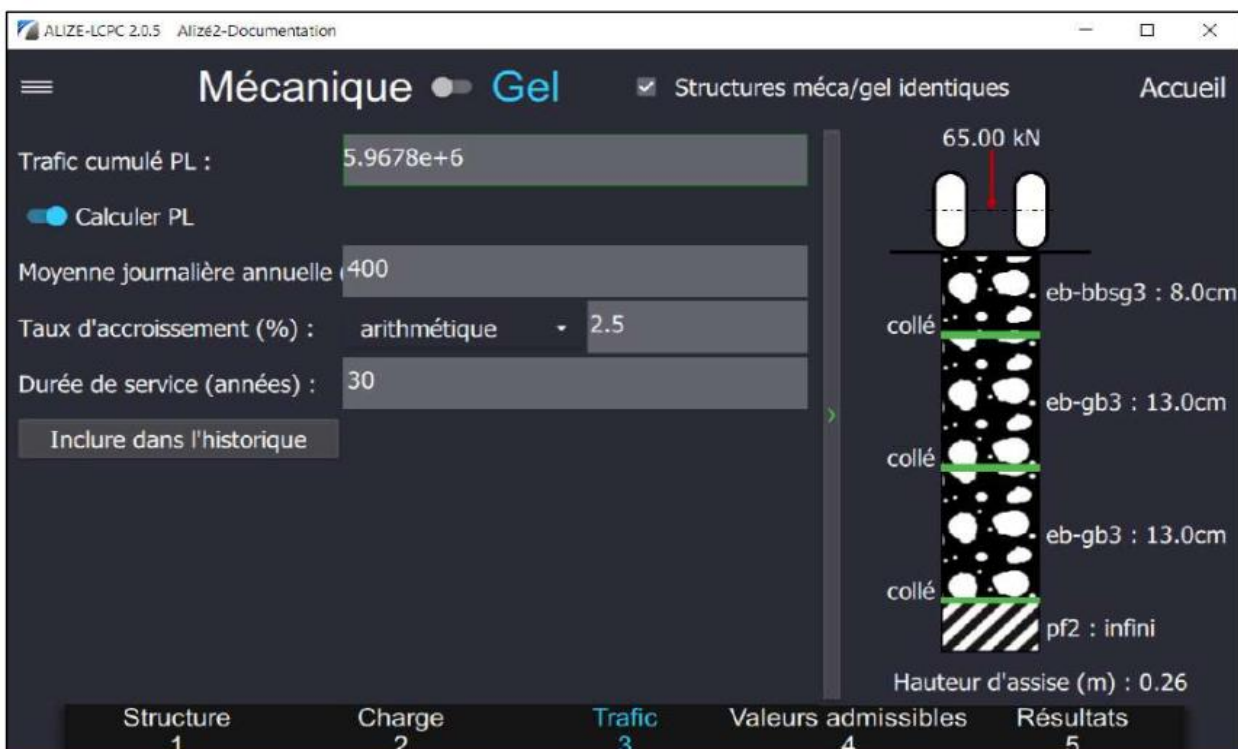 ALIZE-LCPC 2.0.5 Alizé2-Documentation
Mécanique Gel Structures méca/gel identiques Accueil
Trafic cumulé PL : 5.9678e+6
Calculer PL
Moyenne journalière annuelle ( 400
Taux d'accroissement (%) : arithmétique 2.5
Durée de service (années) : 30
Inclure dans l'historique
65.00 kN
eb-bbsg3 : 8.0cm
collé
eb-gb3 : 13.0cm
collé
eb-gb3 : 13.0cm
collé
pf2 : infini
Hauteur d'assise (m) : 0.26
Structure Charge Trafic Valeurs admissibles Résultats
1 2 3 4 5